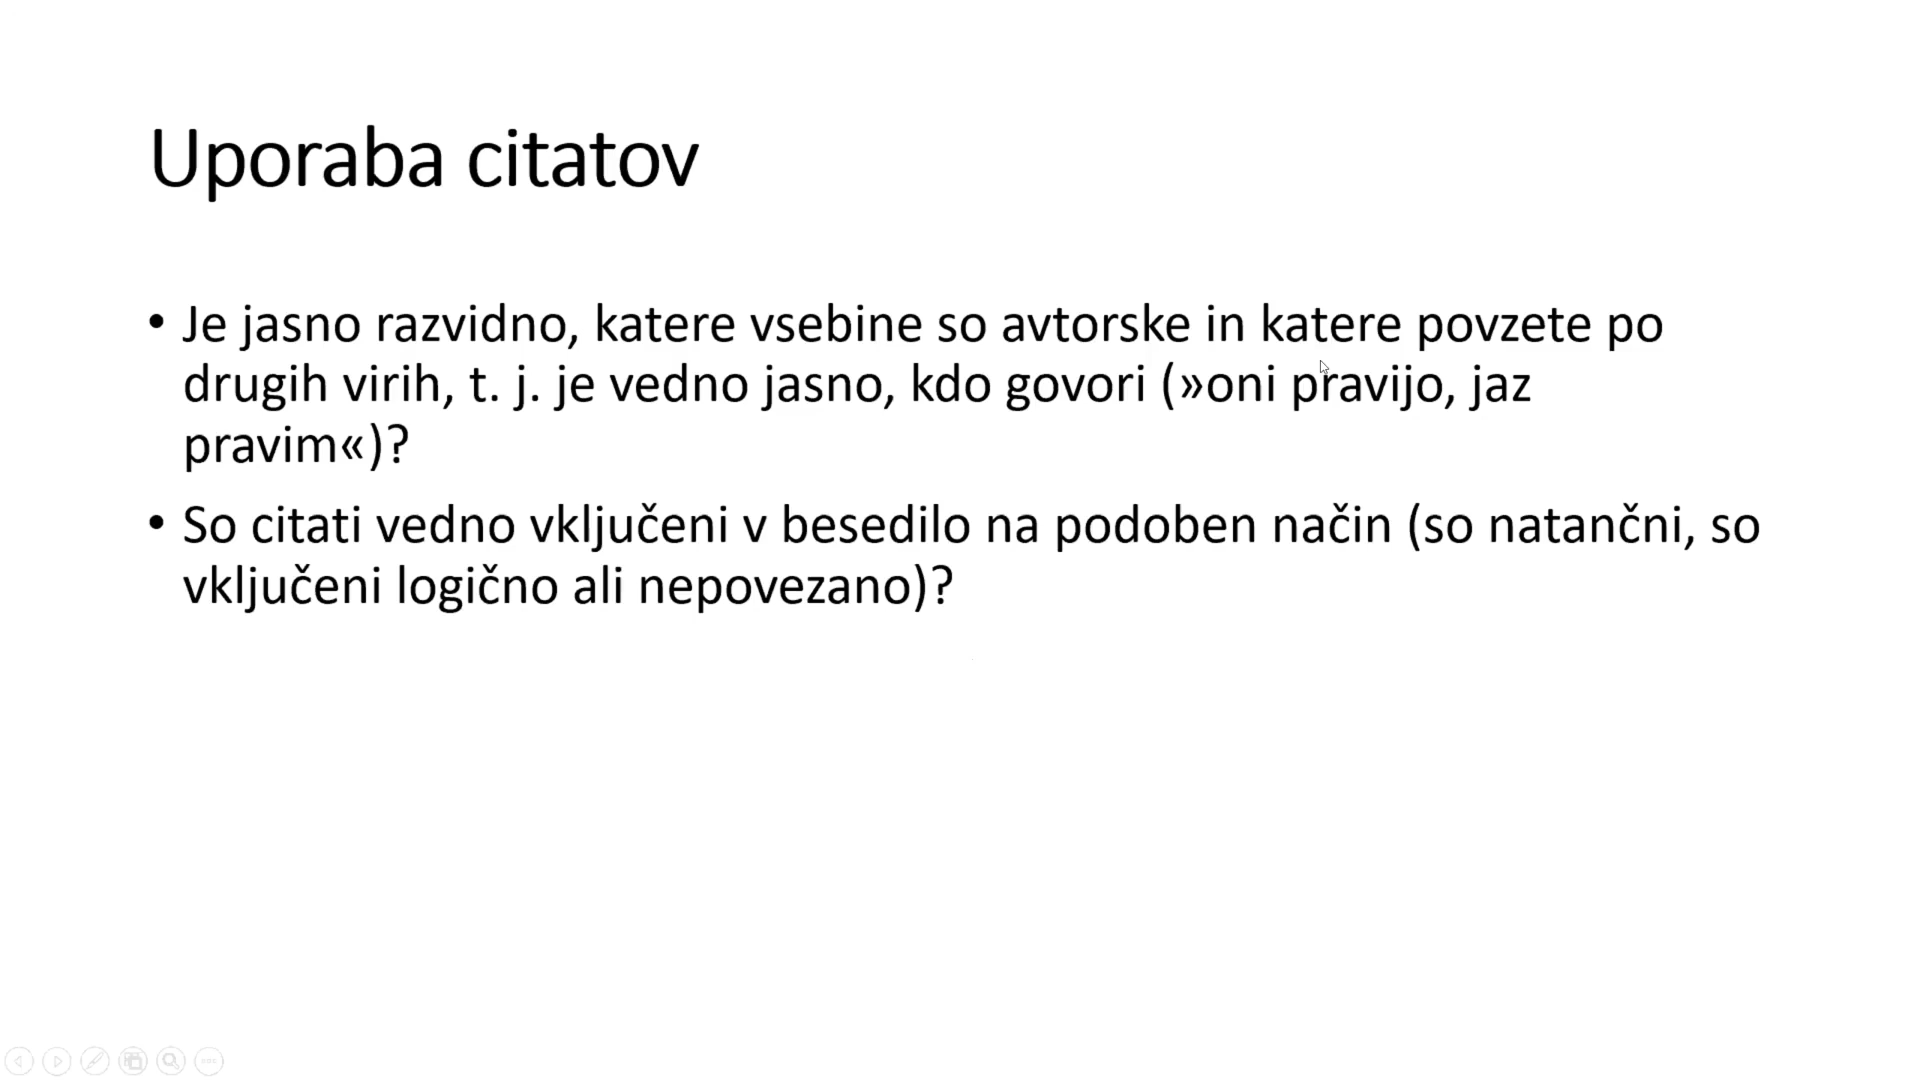 Uporaba citatov
• Je jasno razvidno, katere vsebine so avtorske in katere povzete po
drugih virih, t. j. je vedno jasno, kdo govori (»oni pravijo, jaz
pravim«)?
• So citati vedno vključeni v besedilo na podoben način (so natančni, so
vključeni logično ali nepovezano)?